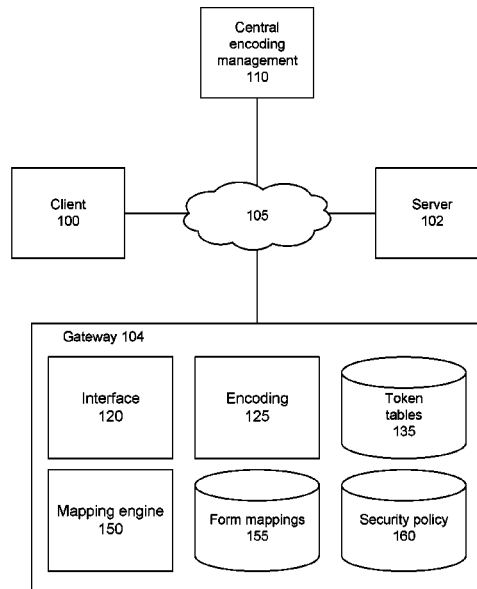 Central
encoding
management
110
Client
100
105
Server
102
Gateway 104
Interface
120
Encoding
125
Token
tables
135
Mapping engine
150
Form mappings
155
Security policy
160